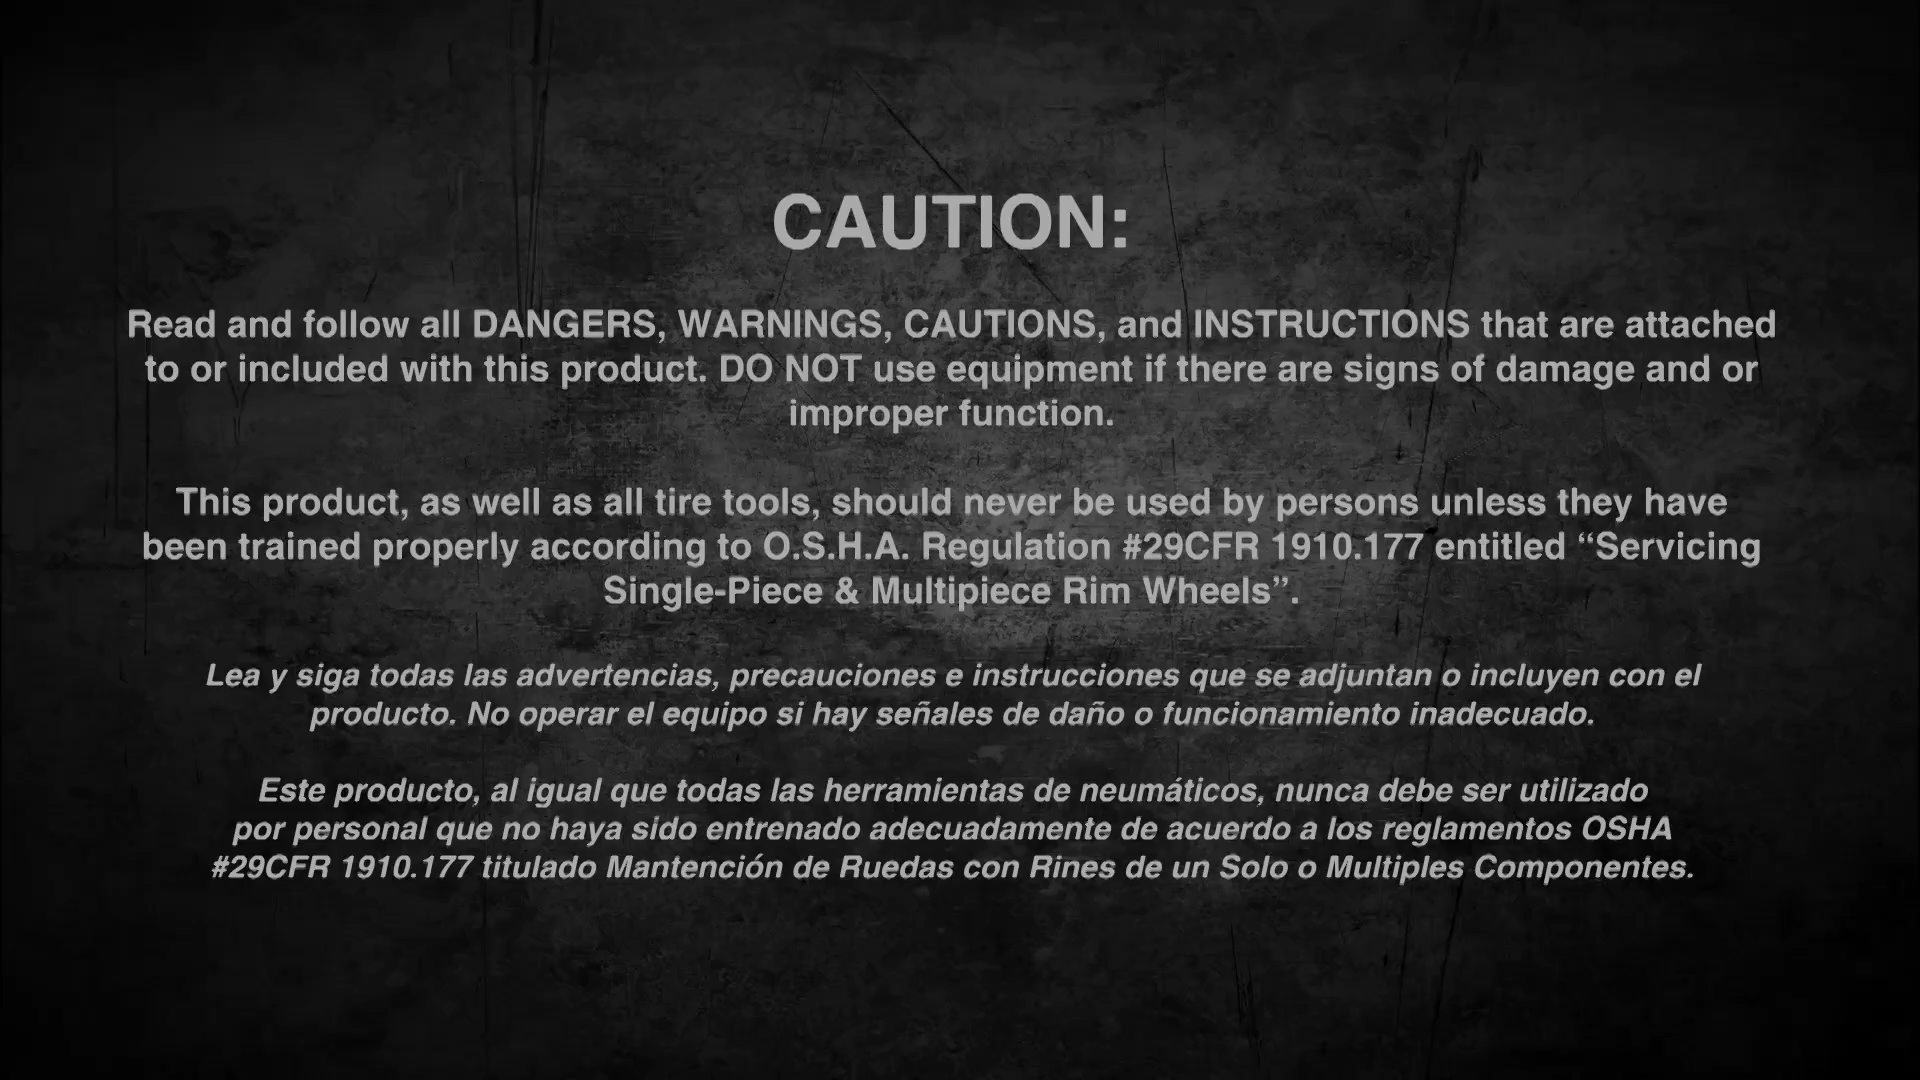 CAUTION:
Read and follow all DANGERS, WARNINGS, CAUTIONS, and INSTRUCTIONS that are attached
to or included with this product. DO NOT use equipment if there are signs of damage and or
improper function.
This product, as well as all tire tools, should never be used by persons unless they have
been trained properly according to O.S.H.A. Regulation #29CFR 1910.177 entitled “Servicing
Single-Piece & Multipiece Rim Wheels”.
Lea y siga todas las advertencias, precauciones e instrucciones que se adjuntan o incluyen con el
producto. No operar el equipo si hay señales de daño o funcionamiento inadecuado.
Este producto, al igual que todas las herramientas de neumáticos, nunca debe ser utilizado
por personal que no haya sido entrenado adecuadamente de acuerdo a los reglamentos OSHA
#29CFR 1910.177 titulado Mantención de Ruedas con Rines de un Solo o Multiples Componentes.